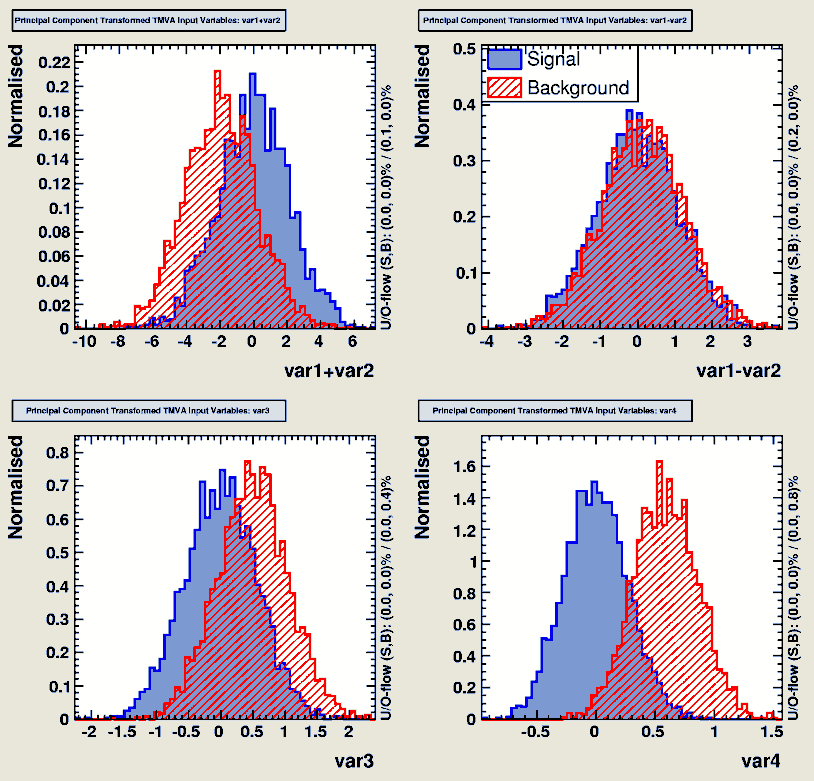 Principal Component Transformed TMVA Input Variables: var1+var2
Normalised
0.22
0.2
0.18
0.16
0.14
0.12
0.1
0.08
0.06
0.04
0.02
0
-10 -8 -6 -4 -2 0 2 4 6
var1+var2
U/O-flow (S,B): (0.0, 0.0)% / (0.1, 0.0)%
Principal Component Transformed TMVA Input Variables: var1-var2
Normalised
Signal
Background
0.5
0.4
0.3
0.2
0.1
0
-4 -3 -2 -1 0 1 2 3
var1-var2
U/O-flow (S,B): (0.0, 0.0)% / (0.2, 0.0)%
Principal Component Transformed TMVA Input Variables: var3
Normalised
0.8
0.7
0.6
0.5
0.4
0.3
0.2
0.1
0
-2 -1.5 -1 -0.5 0 0.5 1 1.5 2
var3
U/O-flow (S,B): (0.0, 0.0)% / (0.0, 0.4)%
Principal Component Transformed TMVA Input Variables: var4
Normalised
1.6
1.4
1.2
1
0.8
0.6
0.4
0.2
0
-0.5 0 0.5 1 1.5
var4
U/O-flow (S,B): (0.0, 0.0)% / (0.0, 0.8)%